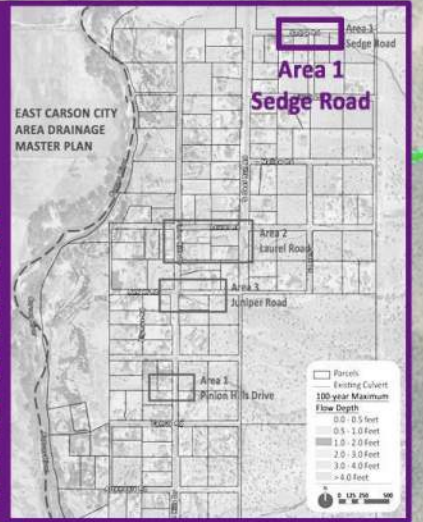 Area 1
Sedge Road
Area 1
Sedge Road
EAST CARSON CITY
AREA DRAINAGE
MASTER PLAN
Area 2
Laurel Road
Area 3
Juniper Road
Area 1
Pinion Hills Drive
Parcels
Existing Culvert
100-year Maximum
Flow Depth
0.0 - 0.5 feet
0.5 - 1.0 Feet
1.0 - 2.0 Feet
2.0 - 3.0 Feet
3.0 - 4.0 Feet
>4.0 Feet
N
0 125 250 500